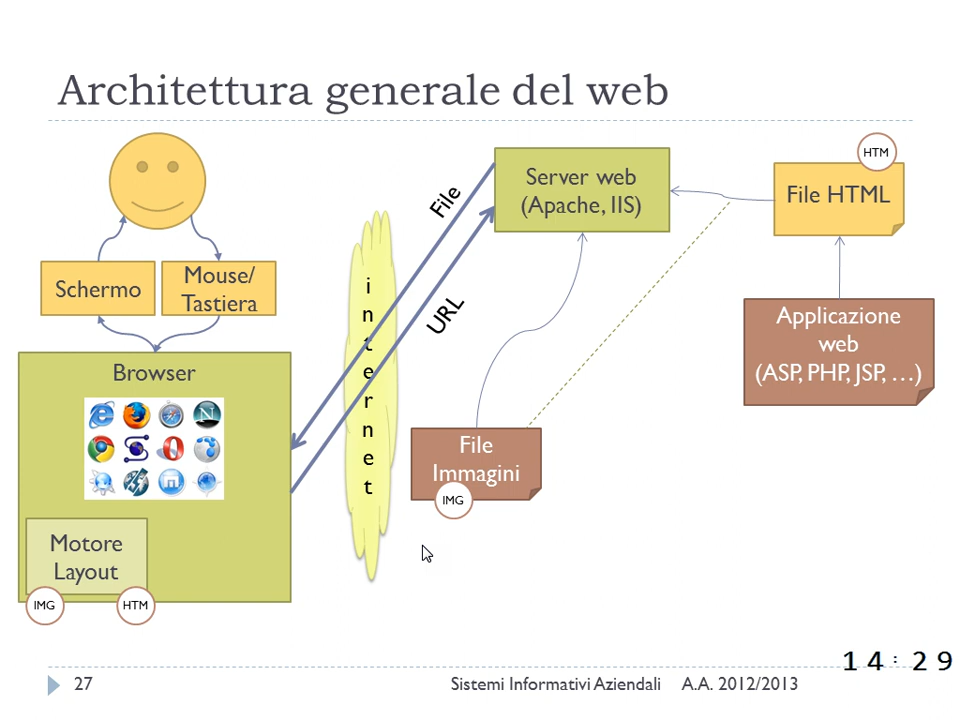 Architettura generale del web
HTM
Server web
(Apache, IIS)
File HTML
File
URL
Schermo
Mouse/
Tastiera
internet
Applicazione
web
(ASP, PHP, JSP, …)
Browser
File
Immagini
IMG
Motore
Layout
IMG
HTM
14:29
27
Sistemi Informativi Aziendali A.A. 2012/2013